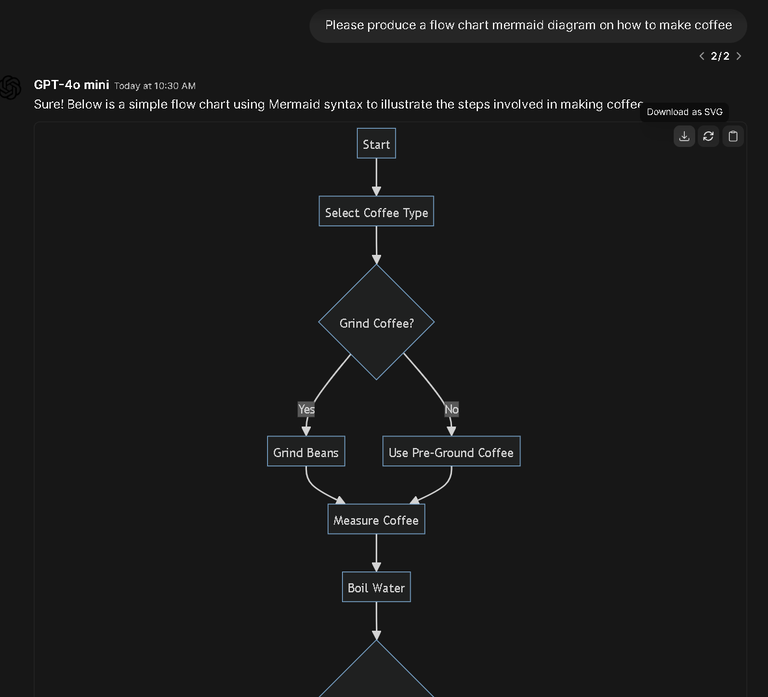 Please produce a flow chart mermaid diagram on how to make coffee
2/2
GPT-4o mini Today at 10:30 AM
Sure! Below is a simple flow chart using Mermaid syntax to illustrate the steps involved in making coffee
Download as SVG
Start
Select Coffee Type
Grind Coffee?
Yes
No
Grind Beans
Use Pre-Ground Coffee
Measure Coffee
Boil Water